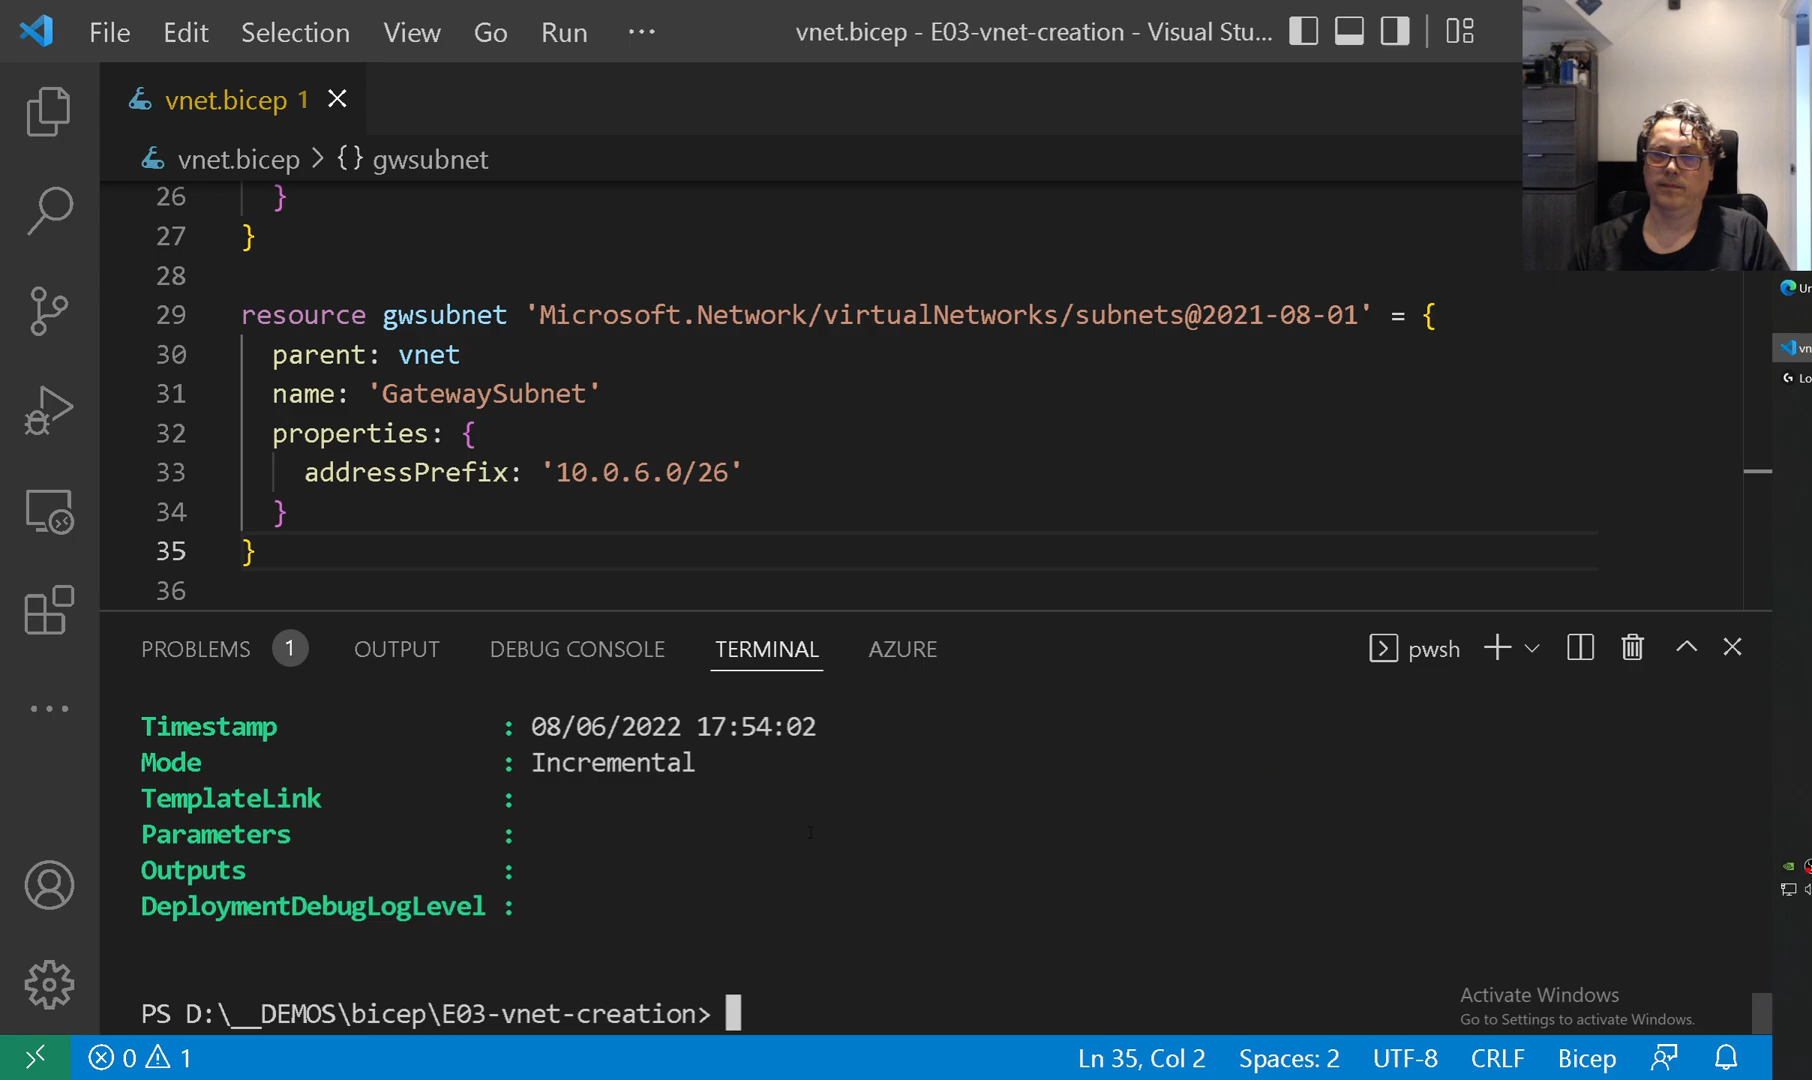 File Edit Selection View Go Run ···
vnet.bicep - E03-vnet-creation - Visual Stu...
vnet.bicep 1
vnet.bicep > {} gwsubnet
26 }
27 }
28
29 resource gwsubnet 'Microsoft.Network/virtualNetworks/subnets@2021-08-01' = {
30 parent: vnet
31 name: 'GatewaySubnet'
32 properties: {
33 addressPrefix: '10.0.6.0/26'
34 }
35 }
36
PROBLEMS 1 OUTPUT DEBUG CONSOLE TERMINAL AZURE
pwsh
Timestamp : 08/06/2022 17:54:02
Mode : Incremental
TemplateLink :
Parameters :
Outputs :
DeploymentDebugLogLevel :
PS D:\__DEMOS\bicep\E03-vnet-creation>
Activate Windows
Go to Settings to activate Windows.
0 1
Ln 35, Col 2 Spaces: 2 UTF-8 CRLF Bicep
Un
vn
Lo